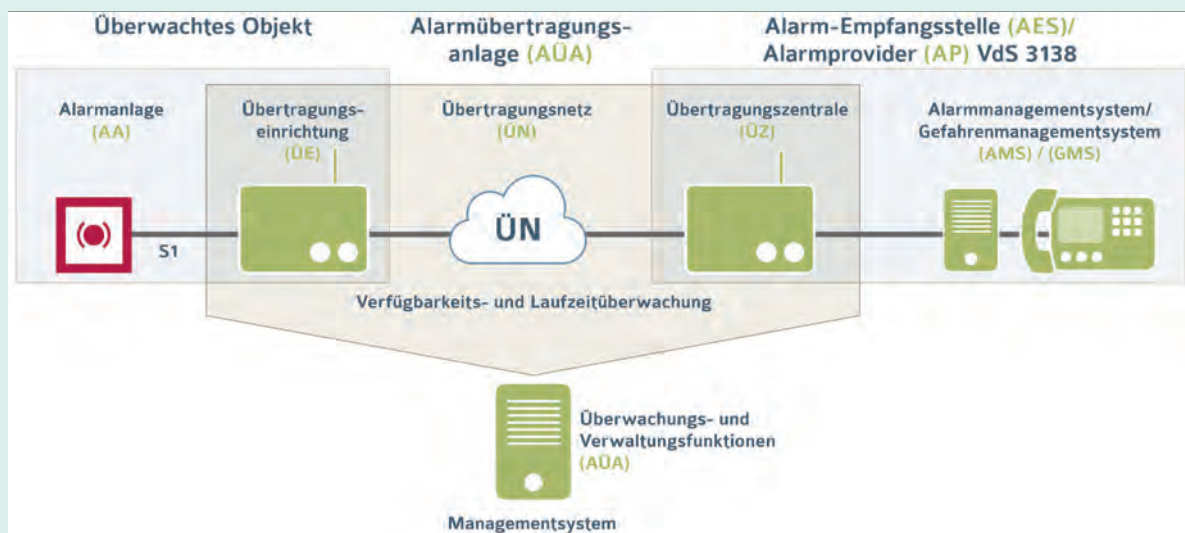 Überwachtes Objekt
Alarmübertragungs-
anlage (AÜA)
Alarm-Empfangsstelle (AES)/
Alarmprovider (AP) VdS 3138
Alarmanlage
(AA)
Übertragungs-
einrichtung
(ÜE)
Übertragungsnetz
(ÜN)
Übertragungszentrale
(ÜZ)
Alarmmanagementsystem/
Gefahrenmanagementsystem
(AMS) / (GMS)
S1
ÜN
Verfügbarkeits- und Laufzeitüberwachung
Überwachungs- und
Verwaltungsfunktionen
(AÜA)
Managementsystem